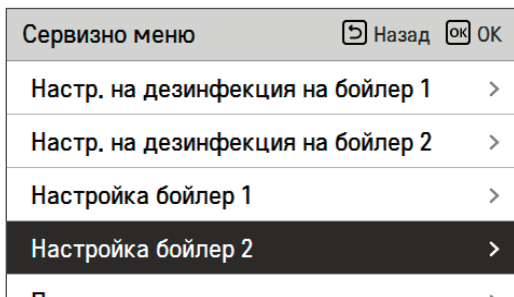 Сервизно меню Назад OK OK
Настр. на дезинфекция на бойлер 1
Настр. на дезинфекция на бойлер 2
Настройка бойлер 1
Настройка бойлер 2